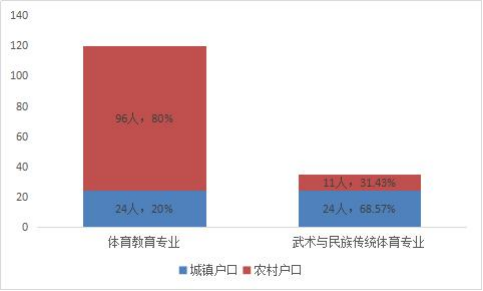 140
120
100
80
60
40
20
0
96人，80%
24人，20%
11人，31.43%
24人，68.57%
体育教育专业
武术与民族传统体育专业
城镇户口
农村户口